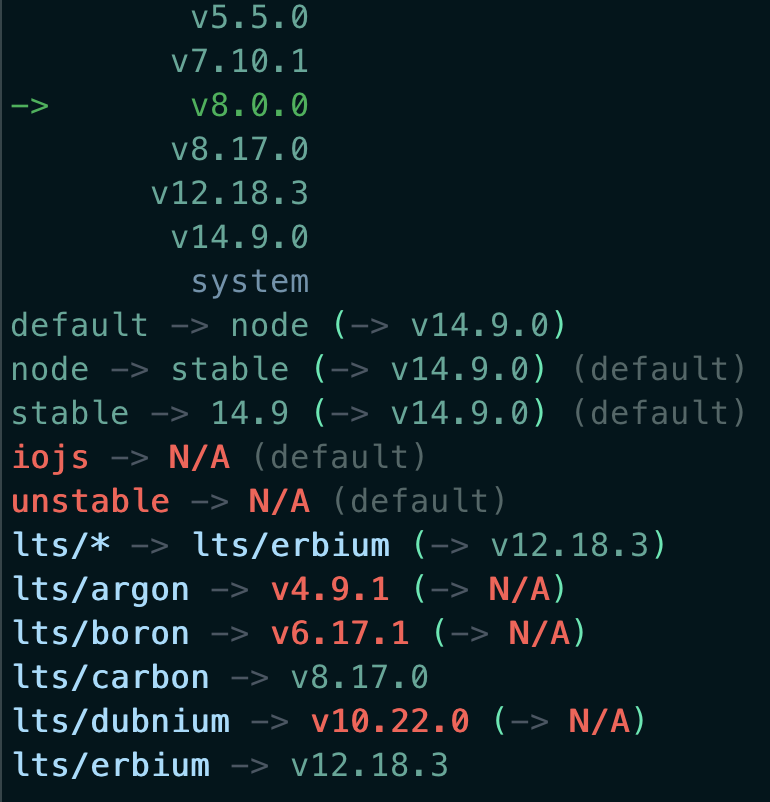 v5.5.0
v7.10.1
-> v8.0.0
v8.17.0
v12.18.3
v14.9.0
system
default -> node (-> v14.9.0)
node -> stable (-> v14.9.0) (default)
stable -> 14.9 (-> v14.9.0) (default)
iojs -> N/A (default)
unstable -> N/A (default)
lts/* -> lts/erbium (-> v12.18.3)
lts/argon -> v4.9.1 (-> N/A)
lts/boron -> v6.17.1 (-> N/A)
lts/carbon -> v8.17.0
lts/dubnium -> v10.22.0 (-> N/A)
lts/erbium -> v12.18.3